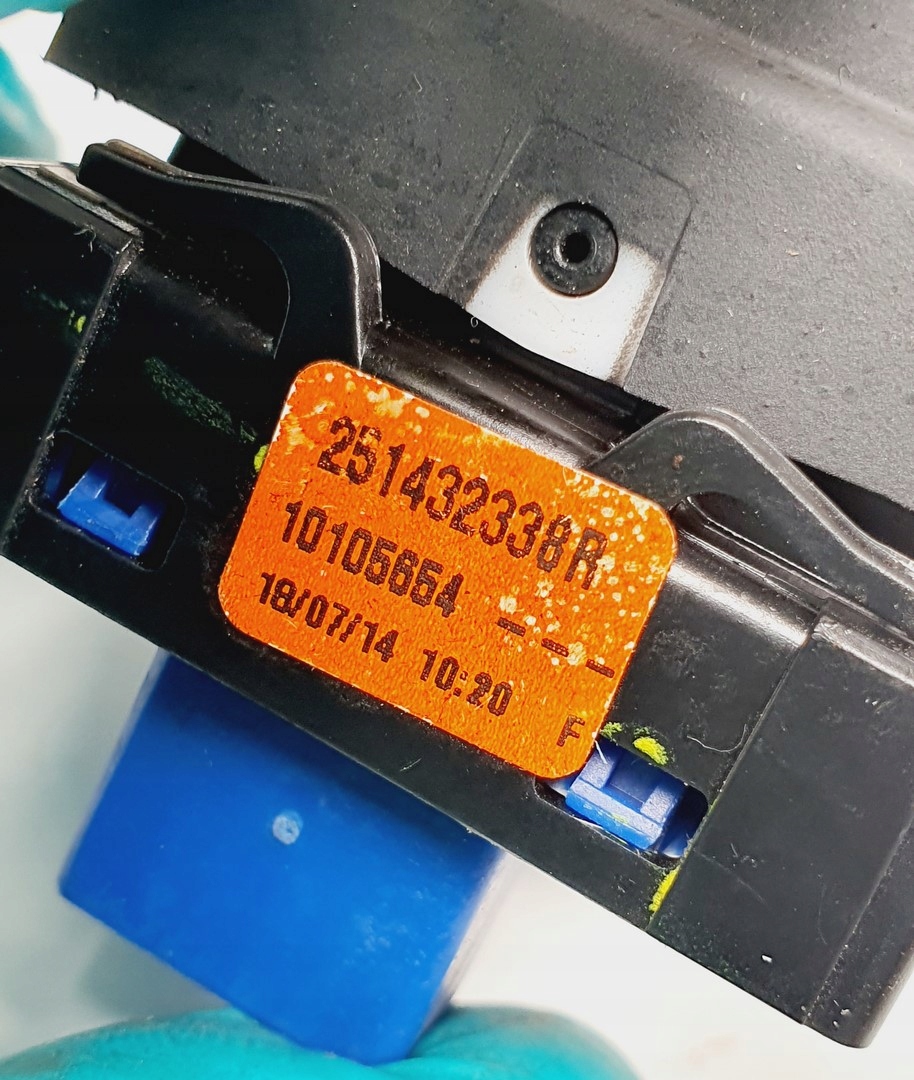 251432338R
10105654 _ _ _
18/07/14 10:20
F